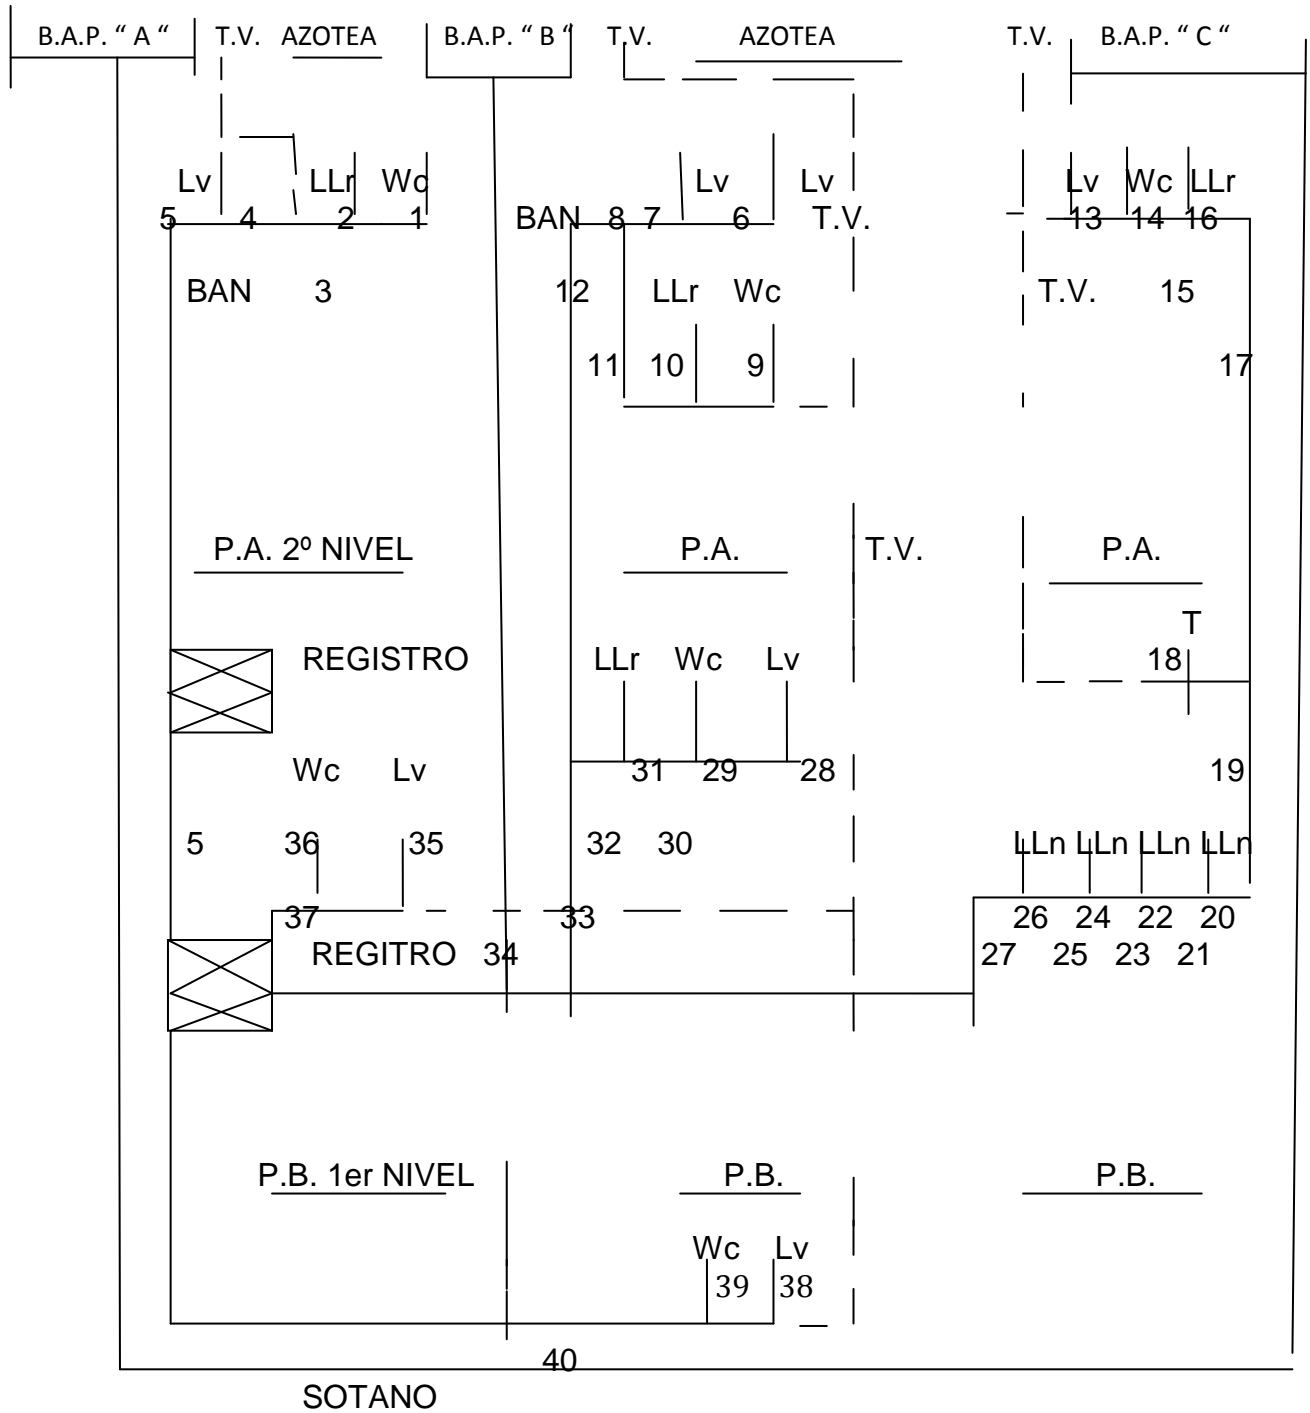 B.A.P. “ A “ T.V. AZOTEA B.A.P. “ B “ T.V. AZOTEA T.V. B.A.P. “ C “
Lv LLr Wc Lv Lv Lv Wc LLr
5 4 2 1 BAN 8 7 6 T.V. 13 14 16
BAN 3 12 LLr Wc T.V. 15
11 10 9 17
P.A. 2º NIVEL P.A. T.V. P.A.
T
REGISTRO LLr Wc Lv 18
Wc Lv 31 29 28 19
5 36 35 32 30 LLn LLn LLn LLn
37 33 26 24 22 20
REGITRO 34 27 25 23 21
P.B. 1er NIVEL P.B. P.B.
Wc Lv
39 38
40
SOTANO